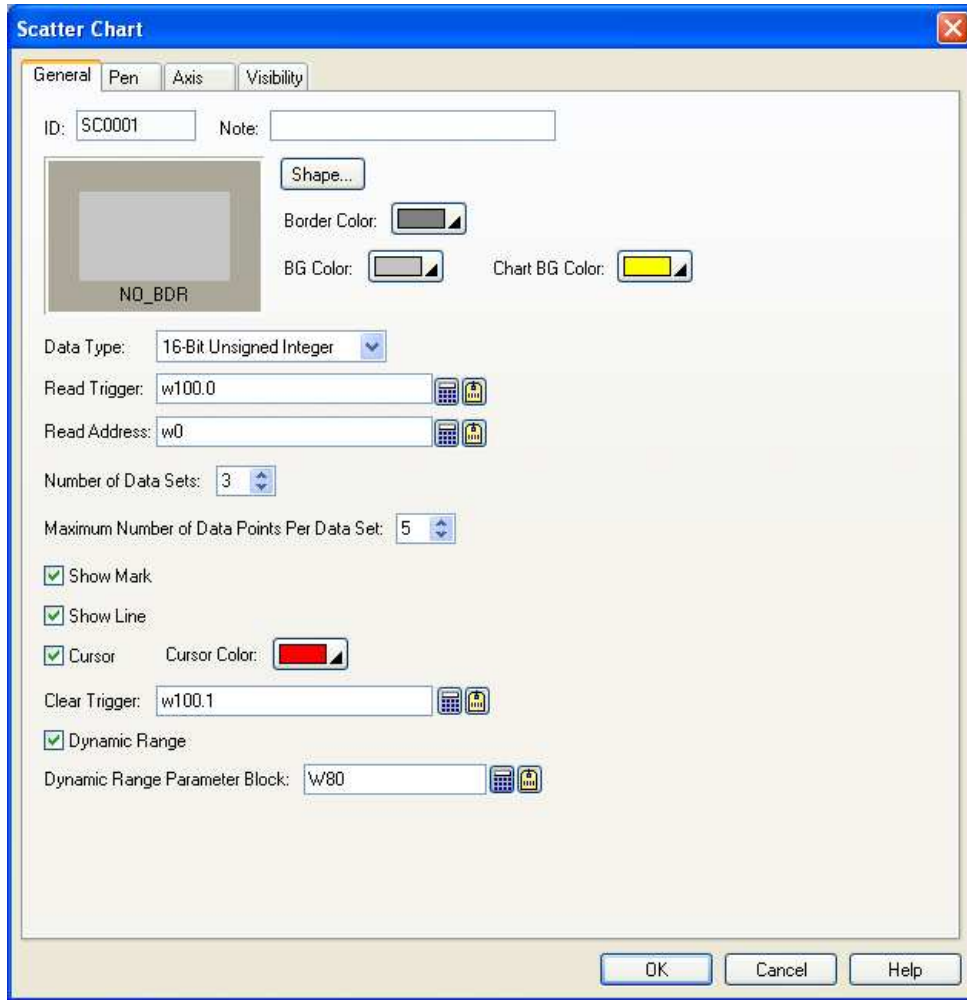 Scatter Chart
General Pen Axis Visibility
ID: SC0001 Note:
Shape...
Border Color:
BG Color: Chart BG Color:
NO_BDR
Data Type: 16-Bit Unsigned Integer
Read Trigger: w100.0
Read Address: w0
Number of Data Sets: 3
Maximum Number of Data Points Per Data Set: 5
Show Mark
Show Line
Cursor Cursor Color:
Clear Trigger: w100.1
Dynamic Range
Dynamic Range Parameter Block: W80
OK Cancel Help